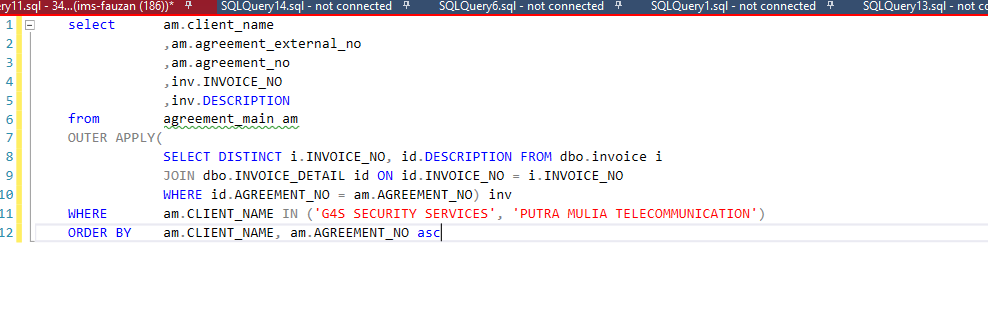 ry11.sql - 34...(ims-fauzan (186))* SQLQuery14.sql - not connected SQLQuery6.sql - not connected SQLQuery1.sql - not connected SQLQuery13.sql - not co
1 select am.client_name
2 ,am.agreement_external_no
3 ,am.agreement_no
4 ,inv.INVOICE_NO
5 ,inv.DESCRIPTION
6 from agreement_main am
7 OUTER APPLY(
8 SELECT DISTINCT i.INVOICE_NO, id.DESCRIPTION FROM dbo.invoice i
9 JOIN dbo.INVOICE_DETAIL id ON id.INVOICE_NO = i.INVOICE_NO
10 WHERE id.AGREEMENT_NO = am.AGREEMENT_NO) inv
11 WHERE am.CLIENT_NAME IN ('G4S SECURITY SERVICES', 'PUTRA MULIA TELECOMMUNICATION')
12 ORDER BY am.CLIENT_NAME, am.AGREEMENT_NO asc